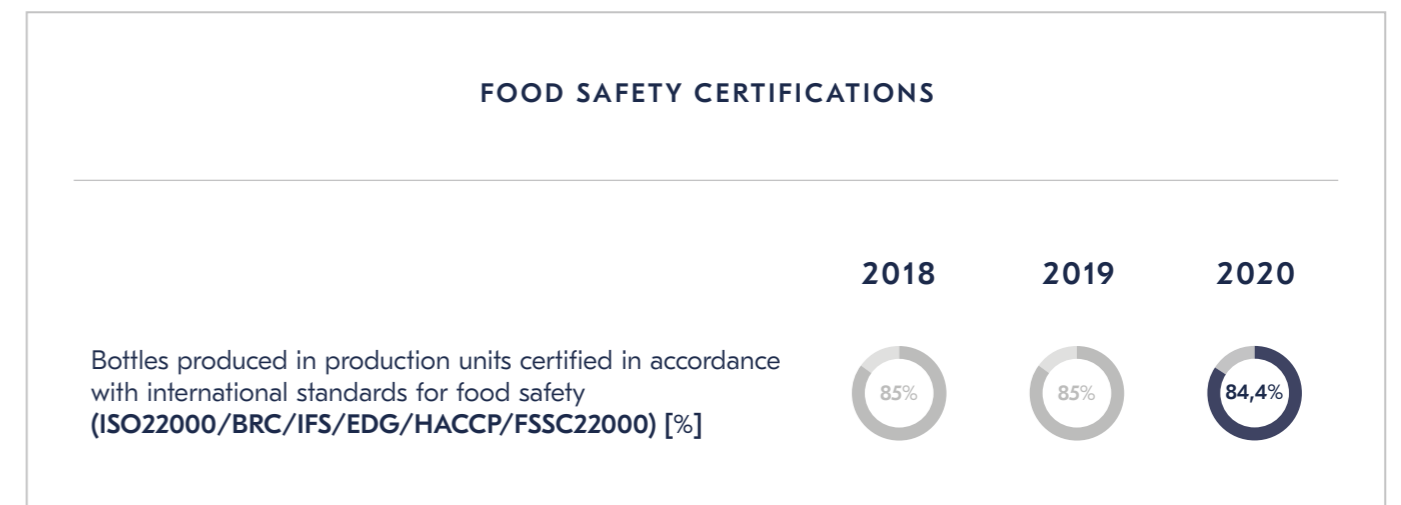 FOOD SAFETY CERTIFICATIONS
2018 2019 2020
Bottles produced in production units certified in accordance
with international standards for food safety
(ISO22000/BRC/IFS/EDG/HACCP/FSSC22000) [%]
85% 85% 84,4%